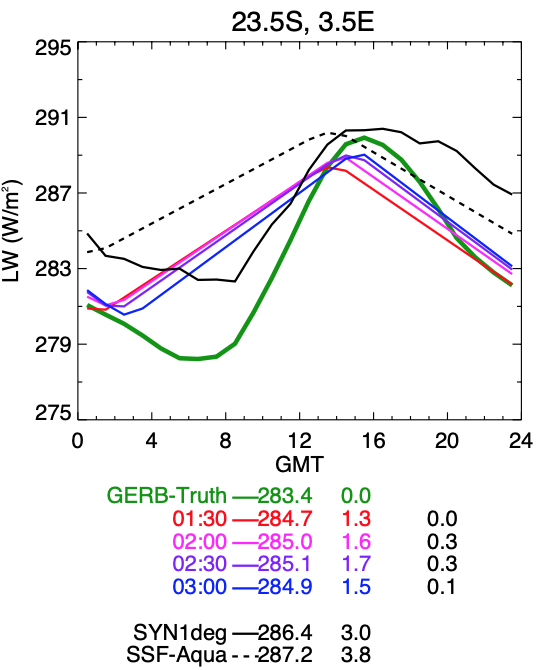 23.5S, 3.5E
295
291
287
283
279
275
LW (W/m²)
0 4 8 12 16 20 24
GMT
GERB-Truth 283.4 0.0
01:30 284.7 1.3 0.0
02:00 285.0 1.6 0.3
02:30 285.1 1.7 0.3
03:00 284.9 1.5 0.1
SYN1deg 286.4 3.0
SSF-Aqua 287.2 3.8